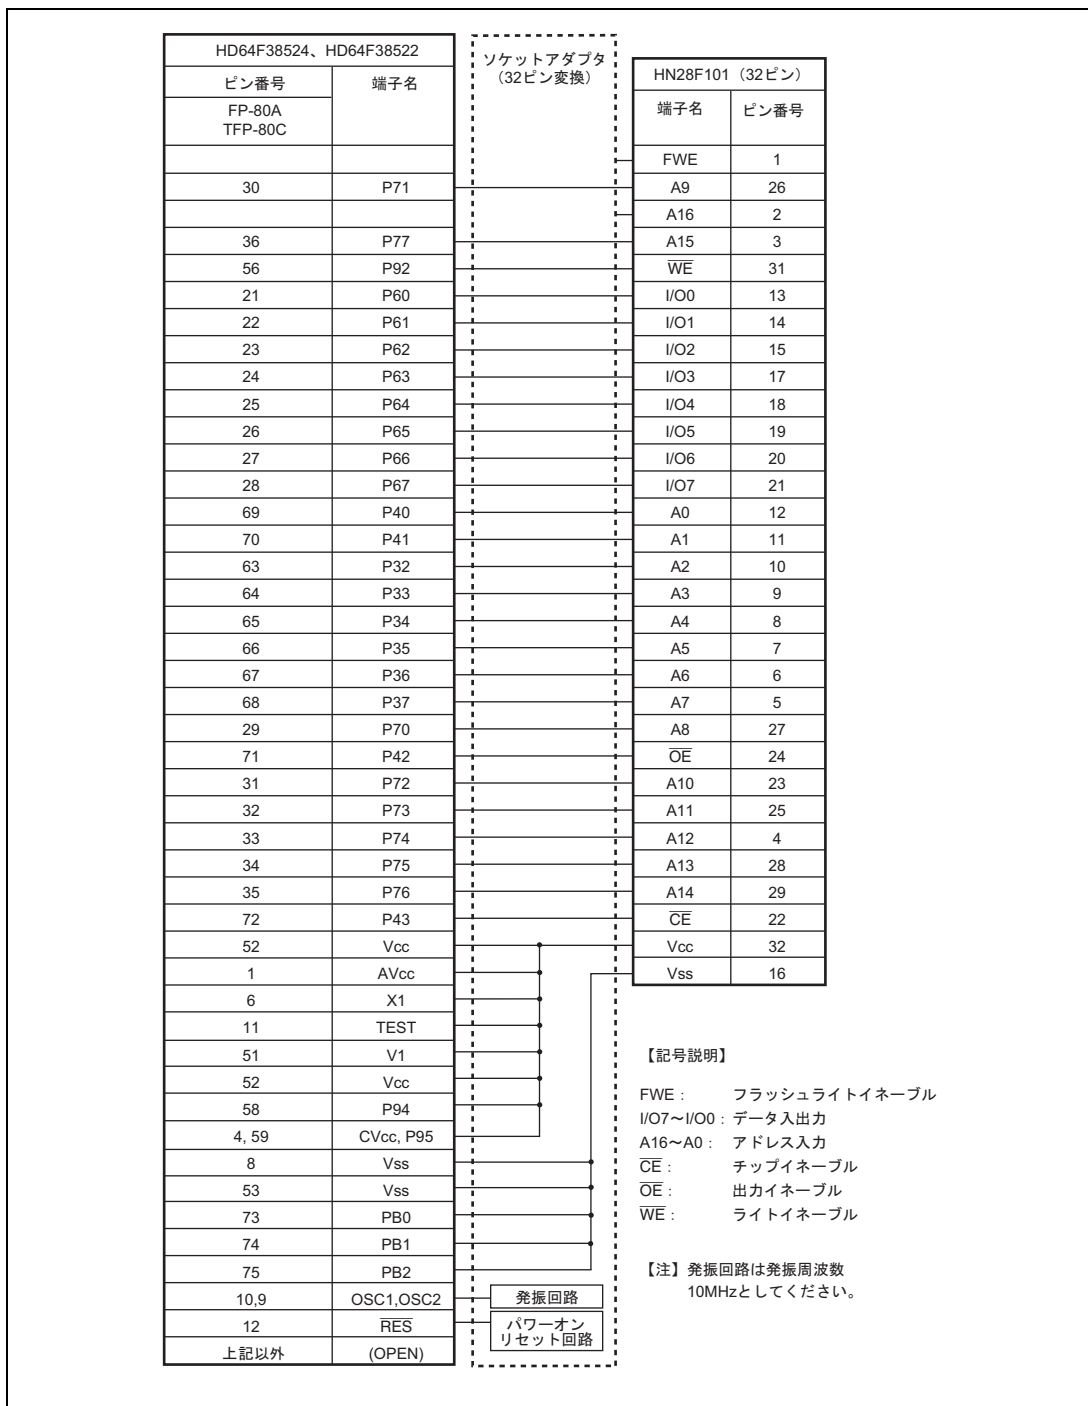 HD64F38524、HD64F38522
ピン番号 端子名
FP-80A
TFP-80C
30 P71
36 P77
56 P92
21 P60
22 P61
23 P62
24 P63
25 P64
26 P65
27 P66
28 P67
69 P40
70 P41
63 P32
64 P33
65 P34
66 P35
67 P36
68 P37
29 P70
71 P42
31 P72
32 P73
33 P74
34 P75
35 P76
72 P43
52 Vcc
1 AVcc
6 X1
11 TEST
51 V1
52 Vcc
58 P94
4, 59 CVcc, P95
8 Vss
53 Vss
73 PB0
74 PB1
75 PB2
10,9 OSC1,OSC2
12 RES
上記以外 (OPEN)
ソケットアダプタ
（32ピン変換）
発振回路
パワーオン
リセット回路
HN28F101（32ピン）
端子名 ピン番号
FWE 1
A9 26
A16 2
A15 3
WE 31
I/O0 13
I/O1 14
I/O2 15
I/O3 17
I/O4 18
I/O5 19
I/O6 20
I/O7 21
A0 12
A1 11
A2 10
A3 9
A4 8
A5 7
A6 6
A7 5
A8 27
OE 24
A10 23
A11 25
A12 4
A13 28
A14 29
CE 22
Vcc 32
Vss 16
【記号説明】
FWE： フラッシュライトイネーブル
I/O7～I/O0：データ入出力
A16～A0： アドレス入力
CE： チップイネーブル
OE： 出力イネーブル
WE： ライトイネーブル
【注】発振回路は発振周波数
10MHzとしてください。